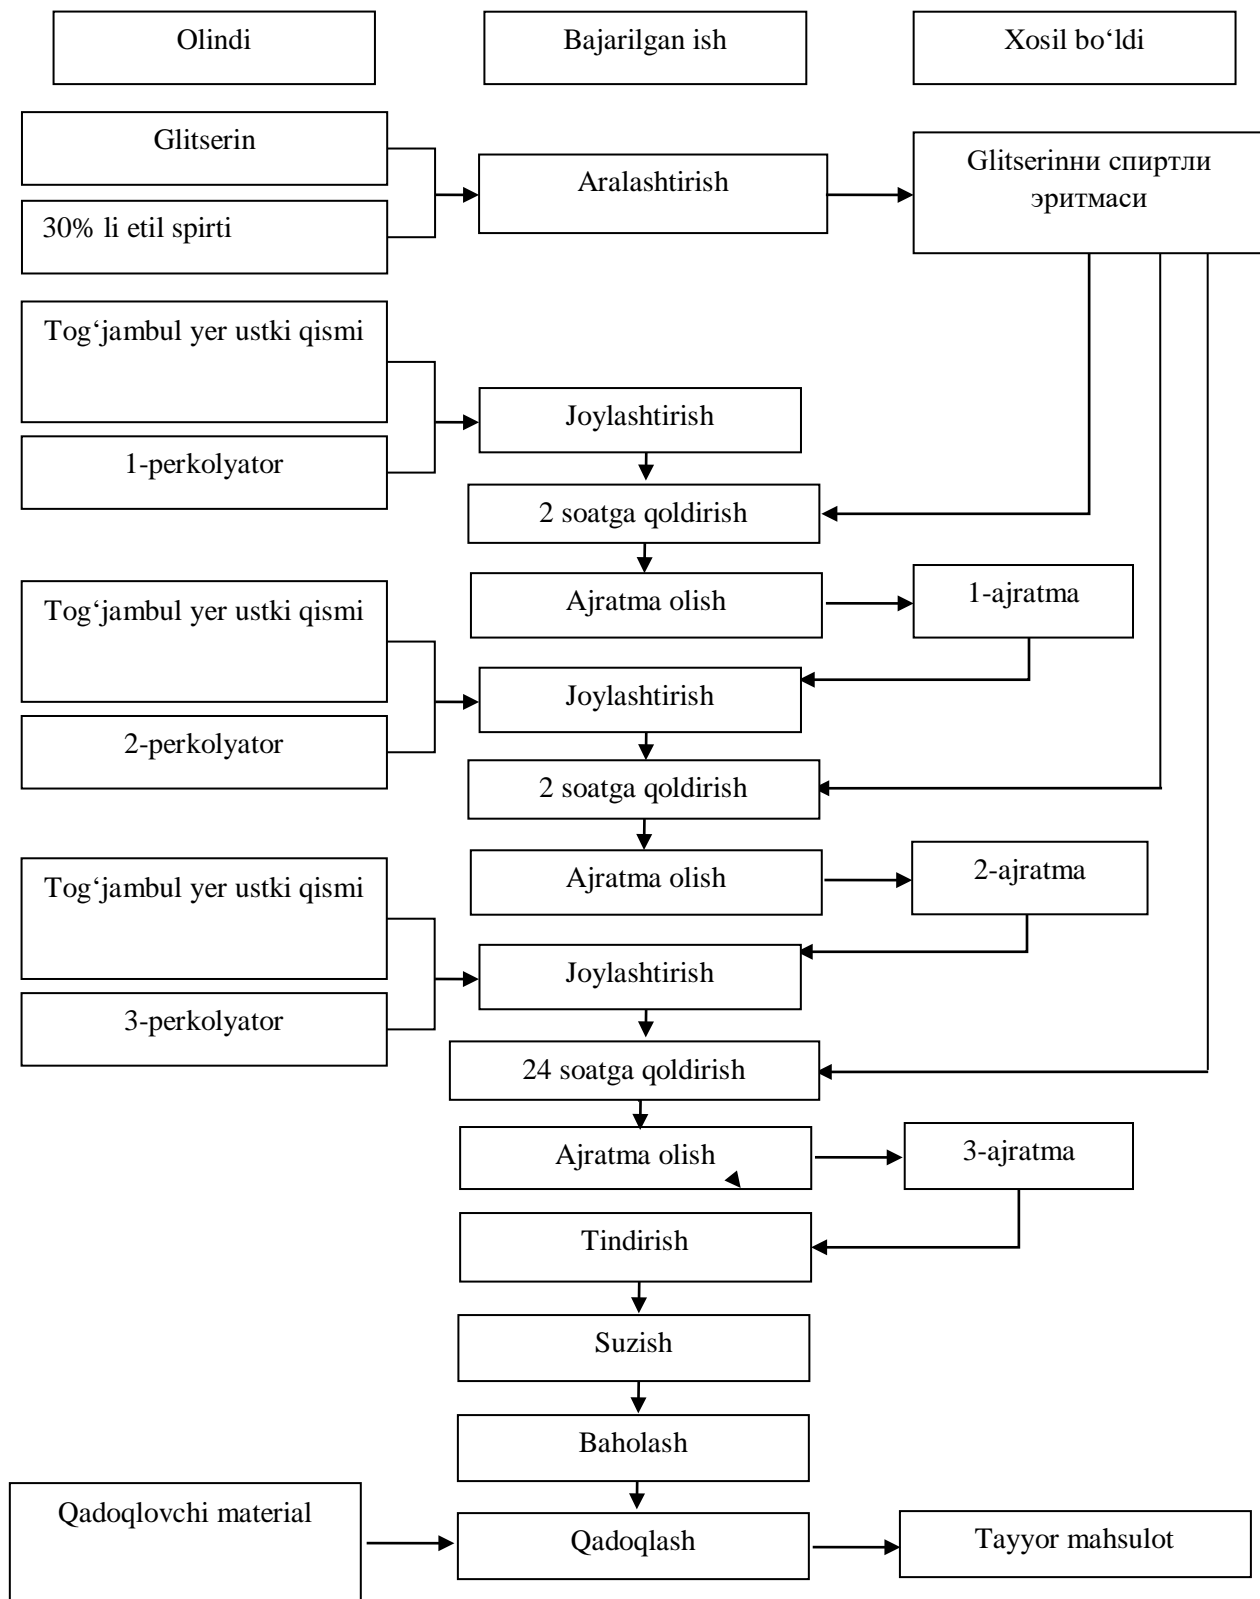 Olindi
Bajarilgan ish
Xosil bo‘ldi
Glitserin
30% li etil spirti
Aralashtirish
Glitserinни спиртли
эритмаси
Tog‘jambul yer ustki qismi
1-perkolyator
Joylashtirish
2 soatga qoldirish
Ajratma olish
1-ajratma
Tog‘jambul yer ustki qismi
2-perkolyator
Joylashtirish
2 soatga qoldirish
Ajratma olish
2-ajratma
Tog‘jambul yer ustki qismi
3-perkolyator
Joylashtirish
24 soatga qoldirish
Ajratma olish
3-ajratma
Tindirish
Suzish
Baholash
Qadoqlovchi material
Qadoqlash
Tayyor mahsulot